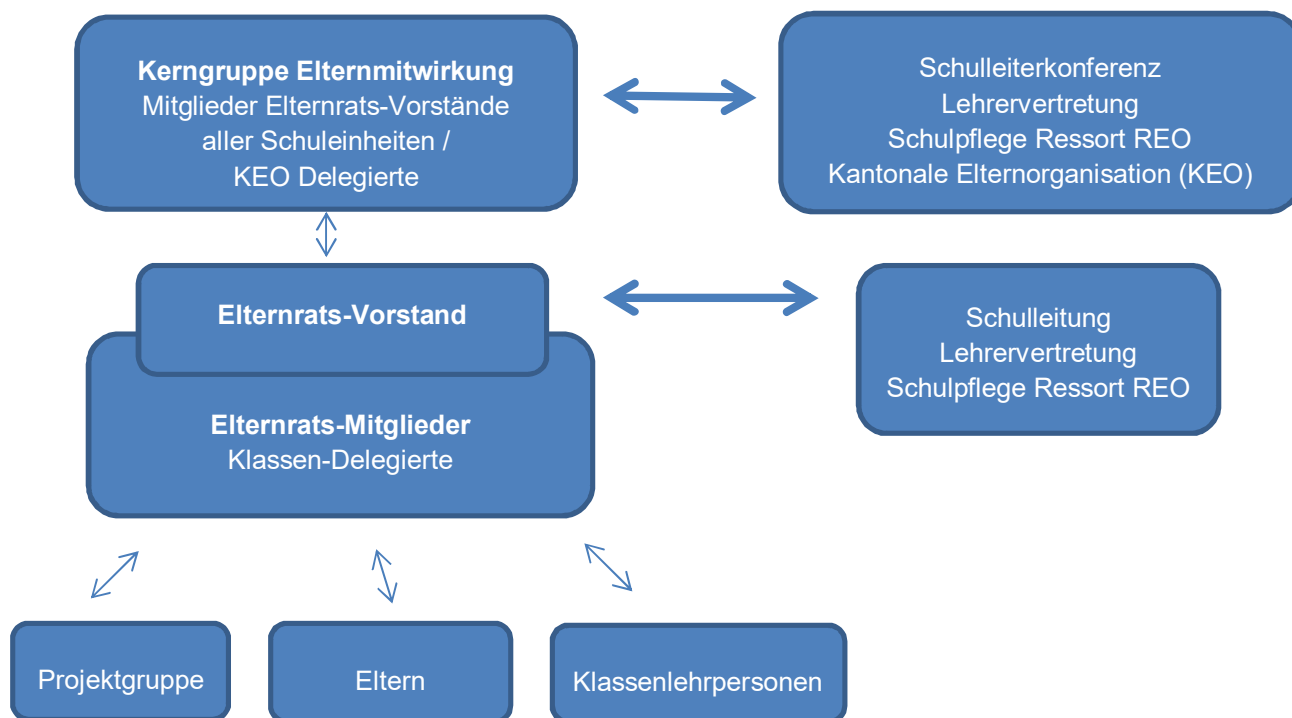 Kerngruppe Elternmitwirkung
Mitglieder Elternrats-Vorstände
aller Schuleinheiten /
KEO Delegierte
Schulleiterkonferenz
Lehrervertretung
Schulpflege Ressort REO
Kantonale Elternorganisation (KEO)
Elternrats-Vorstand
Schulleitung
Lehrervertretung
Schulpflege Ressort REO
Elternrats-Mitglieder
Klassen-Delegierte
Projektgruppe
Eltern
Klassenlehrpersonen